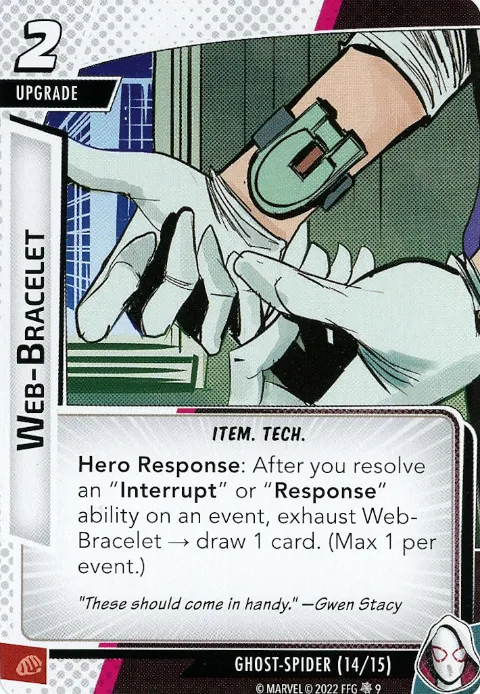 2
UPGRADE
WEB-BRACELET
ITEM. TECH.
Hero Response: After you resolve
an “Interrupt” or “Response”
ability on an event, exhaust Web-
Bracelet → draw 1 card. (Max 1 per
event.)
"These should come in handy." —Gwen Stacy
GHOST-SPIDER (14/15)
© MARVEL © 2022 FFG 9